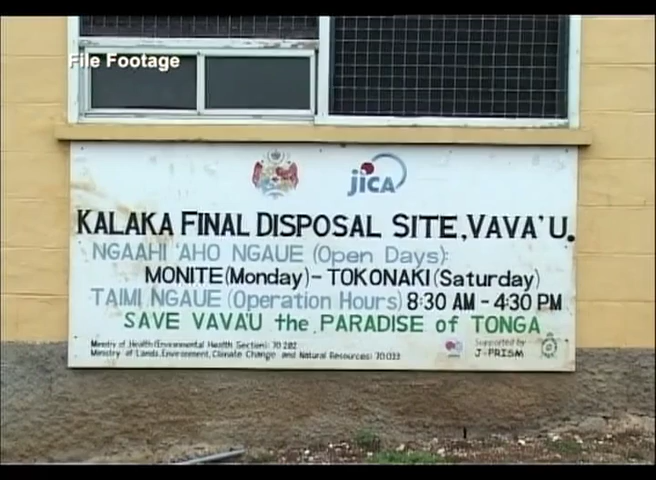 File Footage
JICA
KALAKA FINAL DISPOSAL SITE, VAVA'U.
NGAAHI 'AHO NGAUE (Open Days):
MONITE (Monday) - TOKONAKI (Saturday)
TAIMI NGAUE (Operation Hours) 8:30 AM - 4:30 PM
SAVE VAVA'U the PARADISE of TONGA
Ministry of Health (Environmental Health Section): 70 202
Ministry of Lands, Environment, Climate Change and Natural Resources): 70 033
Supported by
J-PRISM